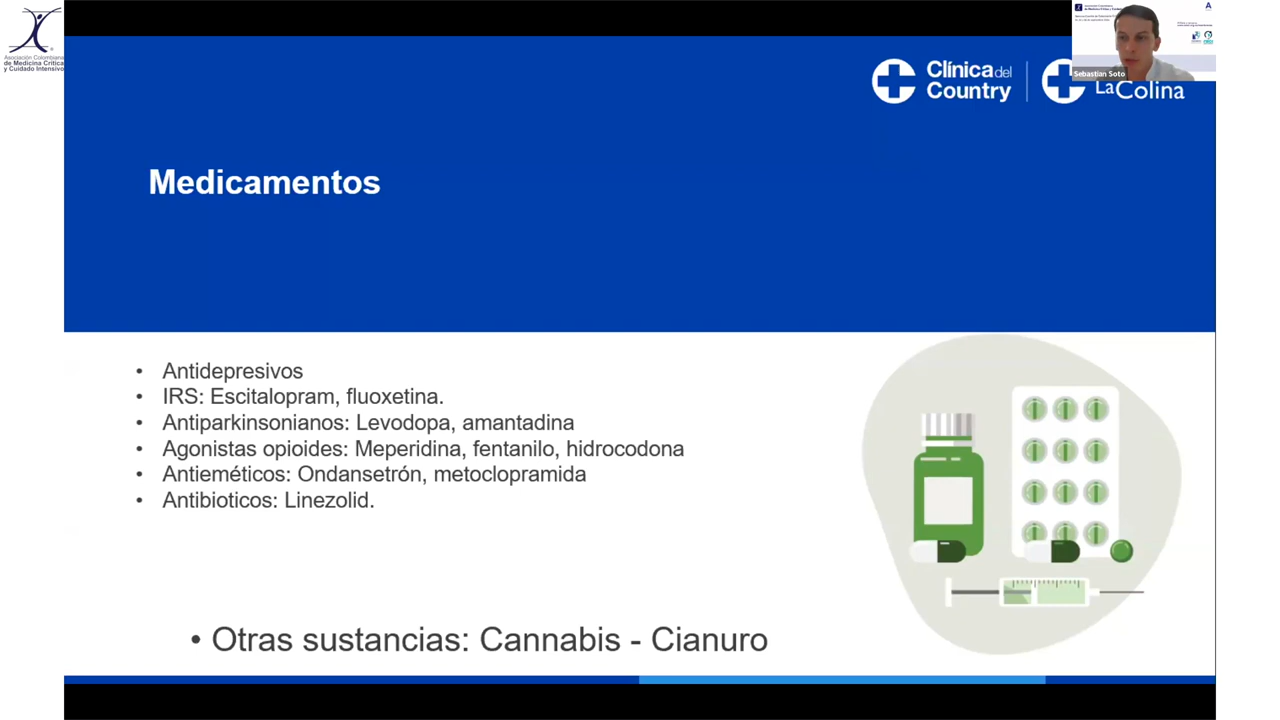 Asociación Colombiana
de Medicina Crítica
y Cuidado Intensivo
Sebastian Soto
Clínica del
Country
La Colina
Medicamentos
• Antidepresivos
• IRS: Escitalopram, fluoxetina.
• Antiparkinsonianos: Levodopa, amantadina
• Agonistas opioides: Meperidina, fentanilo, hidrocodona
• Antieméticos: Ondansetrón, metoclopramida
• Antibioticos: Linezolid.
• Otras sustancias: Cannabis - Cianuro